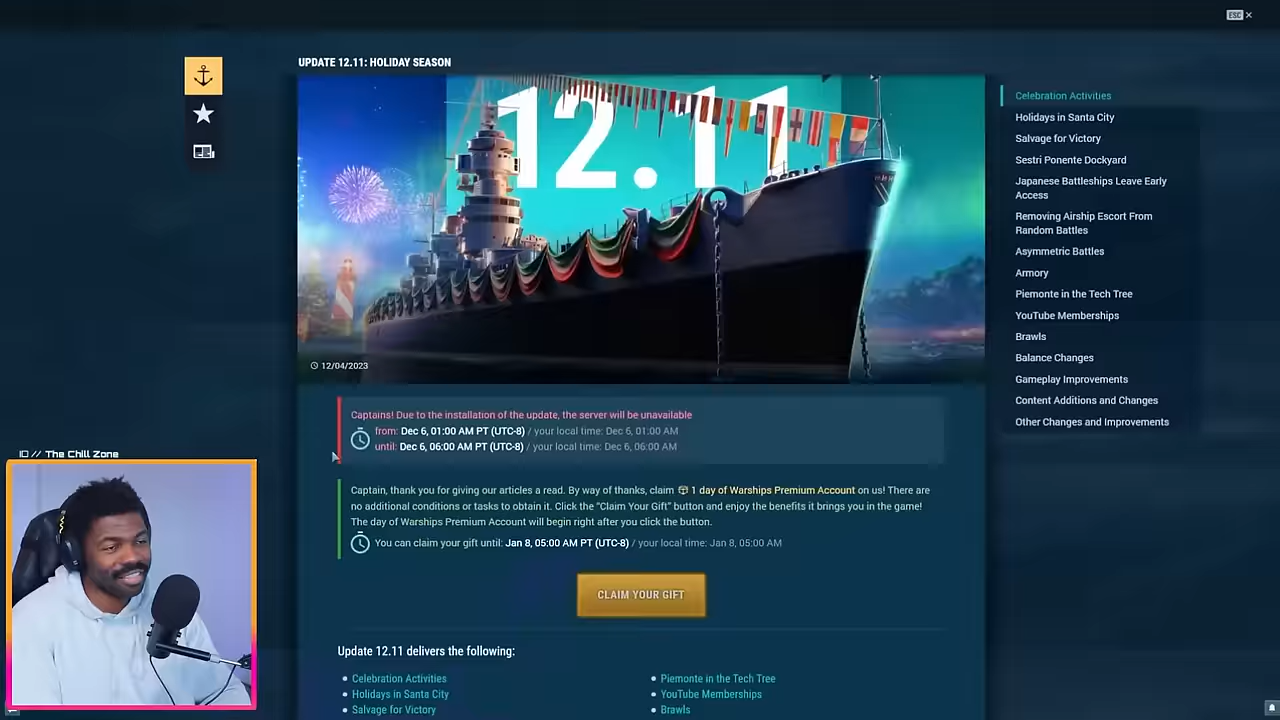 ESC ×
UPDATE 12.11: HOLIDAY SEASON
12.11
12/04/2023
Celebration Activities
Holidays in Santa City
Salvage for Victory
Sestri Ponente Dockyard
Japanese Battleships Leave Early
Access
Removing Airship Escort From
Random Battles
Asymmetric Battles
Armory
Piemonte in the Tech Tree
YouTube Memberships
Brawls
Balance Changes
Gameplay Improvements
Content Additions and Changes
Other Changes and Improvements
Captains! Due to the installation of the update, the server will be unavailable
from: Dec 6, 01:00 AM PT (UTC-8) / your local time: Dec 6, 01:00 AM
until: Dec 6, 06:00 AM PT (UTC-8) / your local time: Dec 6, 06:00 AM
Captain, thank you for giving our articles a read. By way of thanks, claim 1 day of Warships Premium Account on us! There are
no additional conditions or tasks to obtain it. Click the “Claim Your Gift” button and enjoy the benefits it brings you in the game!
The day of Warships Premium Account will begin right after you click the button.
You can claim your gift until: Jan 8, 05:00 AM PT (UTC-8) / your local time: Jan 8, 05:00 AM
CLAIM YOUR GIFT
Update 12.11 delivers the following:
• Celebration Activities
• Holidays in Santa City
• Salvage for Victory
• Piemonte in the Tech Tree
• YouTube Memberships
• Brawls
// The Chill Zone